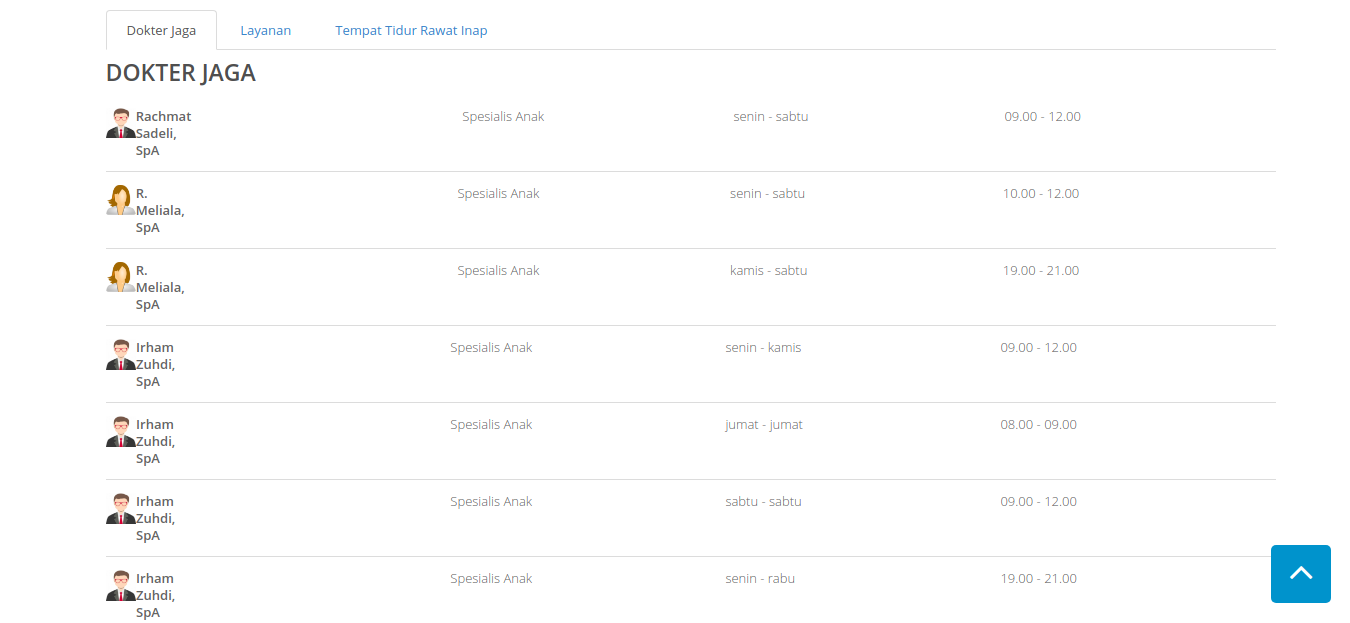 Dokter Jaga Layanan Tempat Tidur Rawat Inap
DOKTER JAGA
Rachmat Spesialis Anak senin - sabtu 09.00 - 12.00
Sadeli,
SpA
R. Spesialis Anak senin - sabtu 10.00 - 12.00
Meliala,
SpA
R. Spesialis Anak kamis - sabtu 19.00 - 21.00
Meliala,
SpA
Irham Spesialis Anak senin - kamis 09.00 - 12.00
Zuhdi,
SpA
Irham Spesialis Anak jumat - jumat 08.00 - 09.00
Zuhdi,
SpA
Irham Spesialis Anak sabtu - sabtu 09.00 - 12.00
Zuhdi,
SpA
Irham Spesialis Anak senin - rabu 19.00 - 21.00
Zuhdi,
SpA